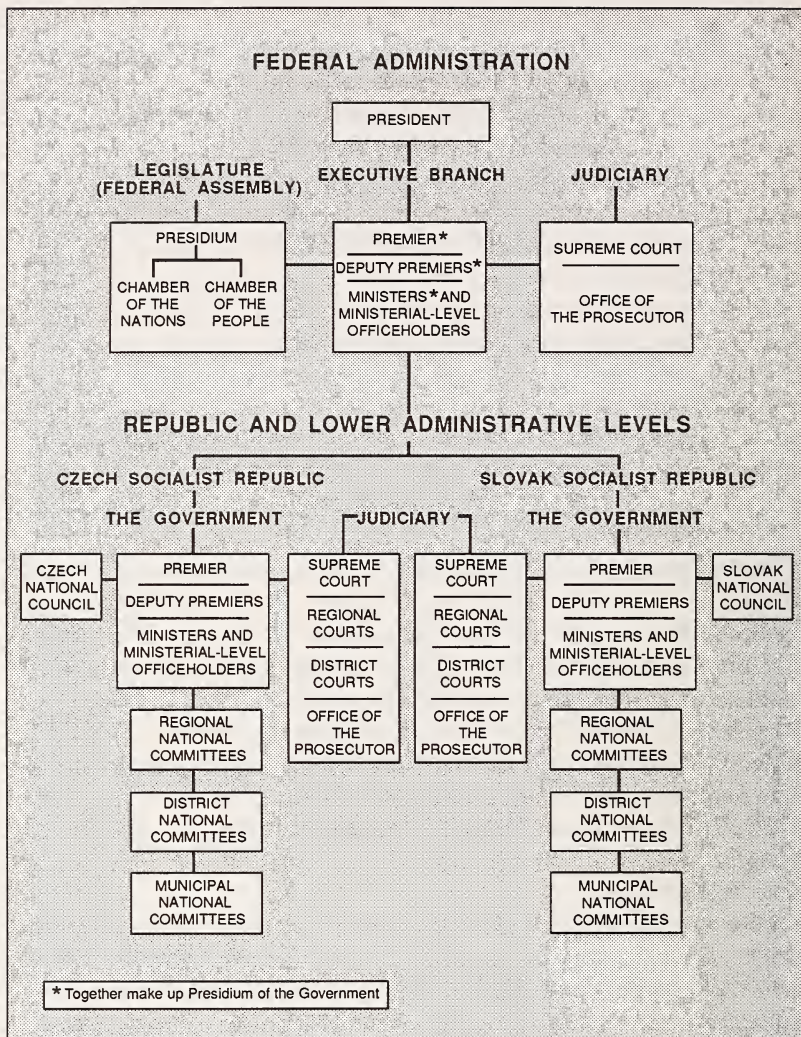 FEDERAL ADMINISTRATION
PRESIDENT
LEGISLATURE
(FEDERAL ASSEMBLY)
EXECUTIVE BRANCH
JUDICIARY
PRESIDIUM
CHAMBER
OF THE
NATIONS
CHAMBER
OF THE
PEOPLE
PREMIER*
DEPUTY PREMIERS*
MINISTERS* AND
MINISTERIAL-LEVEL
OFFICEHOLDERS
SUPREME COURT
OFFICE OF
THE PROSECUTOR
REPUBLIC AND LOWER ADMINISTRATIVE LEVELS
CZECH SOCIALIST REPUBLIC
SLOVAK SOCIALIST REPUBLIC
THE GOVERNMENT
JUDICIARY
THE GOVERNMENT
CZECH
NATIONAL
COUNCIL
PREMIER
DEPUTY PREMIERS
MINISTERS AND
MINISTERIAL-LEVEL
OFFICEHOLDERS
SUPREME
COURT
REGIONAL
COURTS
DISTRICT
COURTS
OFFICE OF
THE
PROSECUTOR
SUPREME
COURT
REGIONAL
COURTS
DISTRICT
COURTS
OFFICE OF
THE
PROSECUTOR
PREMIER
DEPUTY PREMIERS
MINISTERS AND
MINISTERIAL-LEVEL
OFFICEHOLDERS
SLOVAK
NATIONAL
COUNCIL
REGIONAL
NATIONAL
COMMITTEES
DISTRICT
NATIONAL
COMMITTEES
MUNICIPAL
NATIONAL
COMMITTEES
REGIONAL
NATIONAL
COMMITTEES
DISTRICT
NATIONAL
COMMITTEES
MUNICIPAL
NATIONAL
COMMITTEES
* Together make up Presidium of the Government